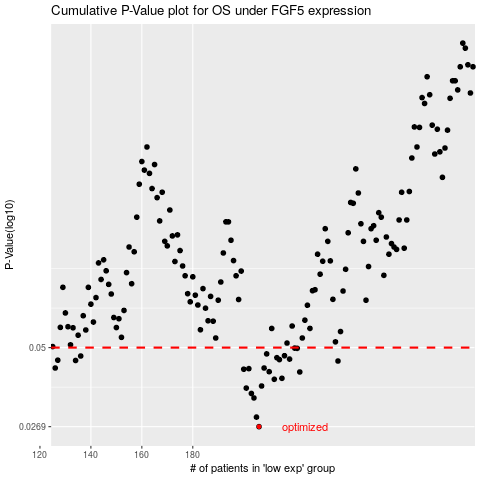 Cumulative P-Value plot for OS under FGF5 expression
P-Value(log10)
0.05
0.0269
optimized
120 140 160 180
# of patients in 'low exp' group